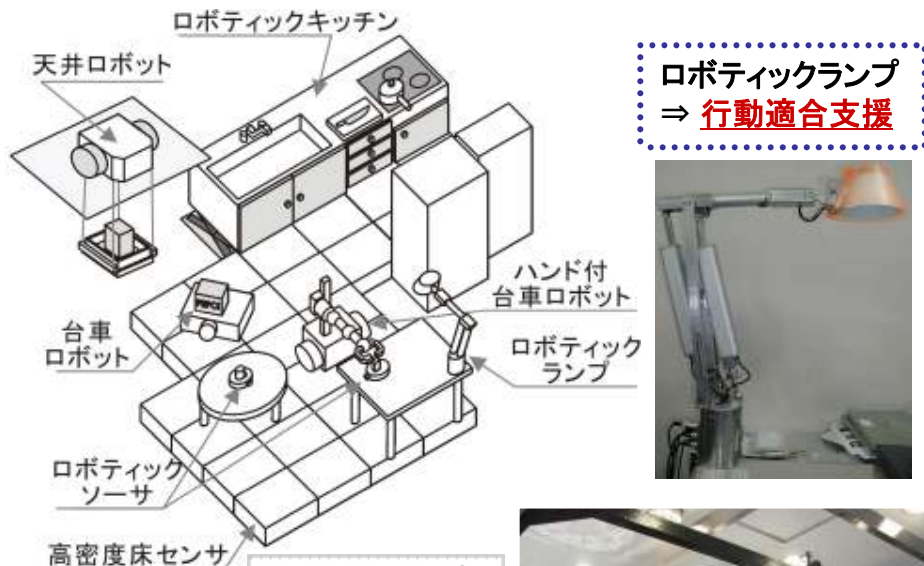 ロボティックキッチン
天井ロボット
ロボティックランプ
⇒ 行動適合支援
ハンド付
台車ロボット
台車
ロボット
ロボティック
ランプ
ロボティック
ソーサ
高密度床センサ